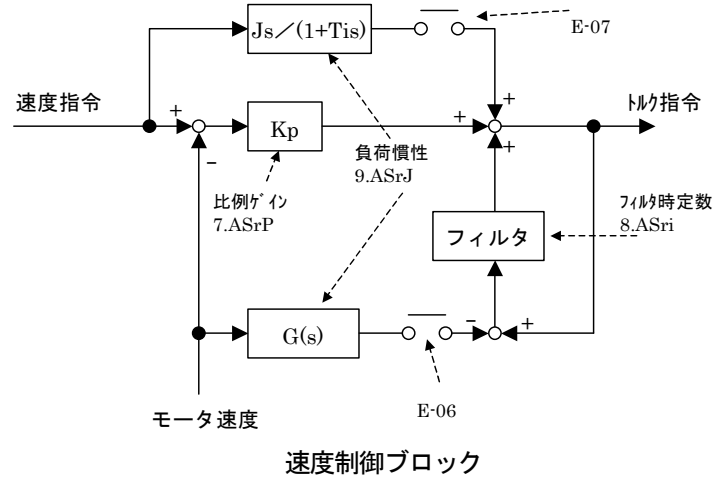 Js／(1+Tis)
E-07
速度指令
+
Kp
+
+
+
トルク指令
−
比例ゲイン
7.ASrP
負荷慣性
9.ASrJ
フィルタ
フィルタ時定数
8.ASri
G(s)
−
+
E-06
モータ速度
速度制御ブロック